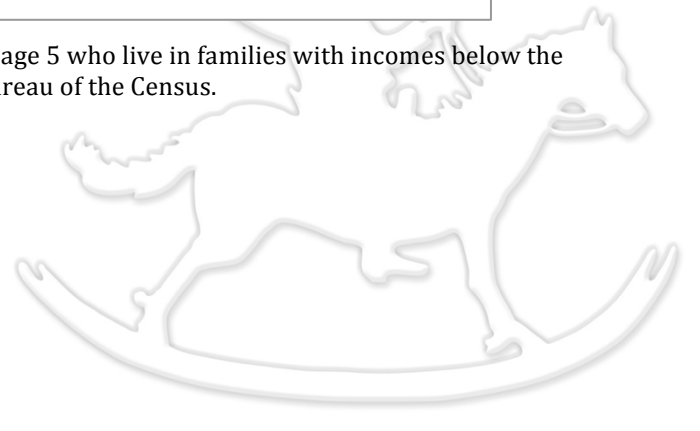 age 5 who live in families with incomes below the
reau of the Census.